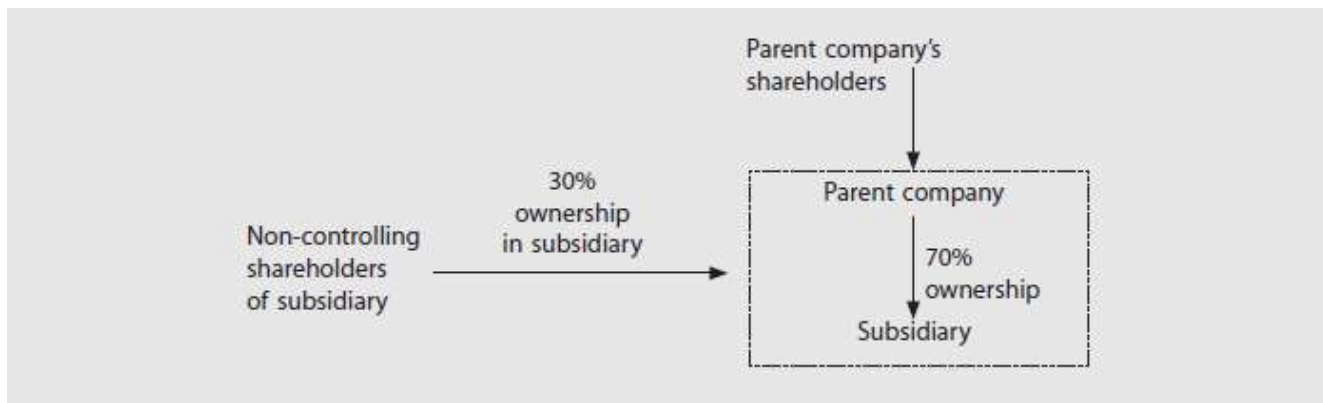 Parent company's
shareholders
30%
ownership
in subsidiary
Non-controlling
shareholders
of subsidiary
Parent company
70%
ownership
Subsidiary